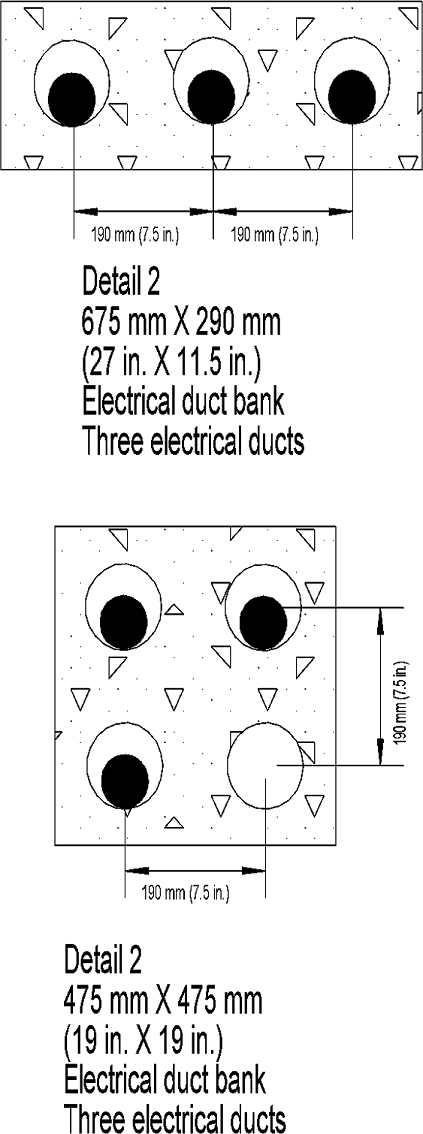 190 mm (7.5 in.) 190 mm (7.5 in.)
Detail 2
675 mm X 290 mm
(27 in. X 11.5 in.)
Electrical duct bank
Three electrical ducts
190 mm (7.5 in.)
190 mm (7.5 in.)
Detail 2
475 mm X 475 mm
(19 in. X 19 in.)
Electrical duct bank
Three electrical ducts